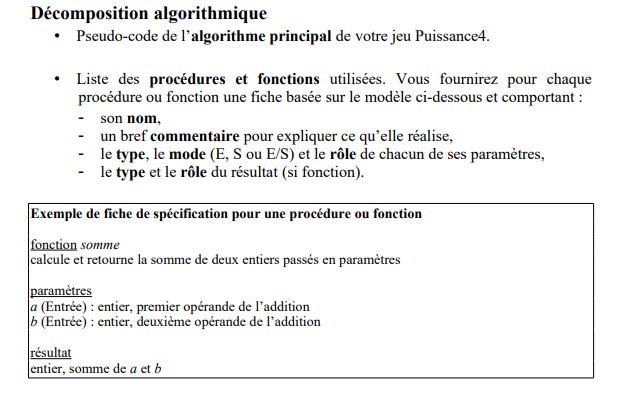 Décomposition algorithmique
• Pseudo-code de l'algorithme principal de votre jeu Puissance4.
• Liste des procédures et fonctions utilisées. Vous fournirez pour chaque
procédure ou fonction une fiche basée sur le modèle ci-dessous et comportant :
- son nom,
- un bref commentaire pour expliquer ce qu'elle réalise,
- le type, le mode (E, S ou E/S) et le rôle de chacun de ses paramètres,
- le type et le rôle du résultat (si fonction).
Exemple de fiche de spécification pour une procédure ou fonction
fonction somme
calcule et retourne la somme de deux entiers passés en paramètres
paramètres
a (Entrée) : entier, premier opérande de l'addition
b (Entrée) : entier, deuxième opérande de l'addition
résultat
entier, somme de a et b